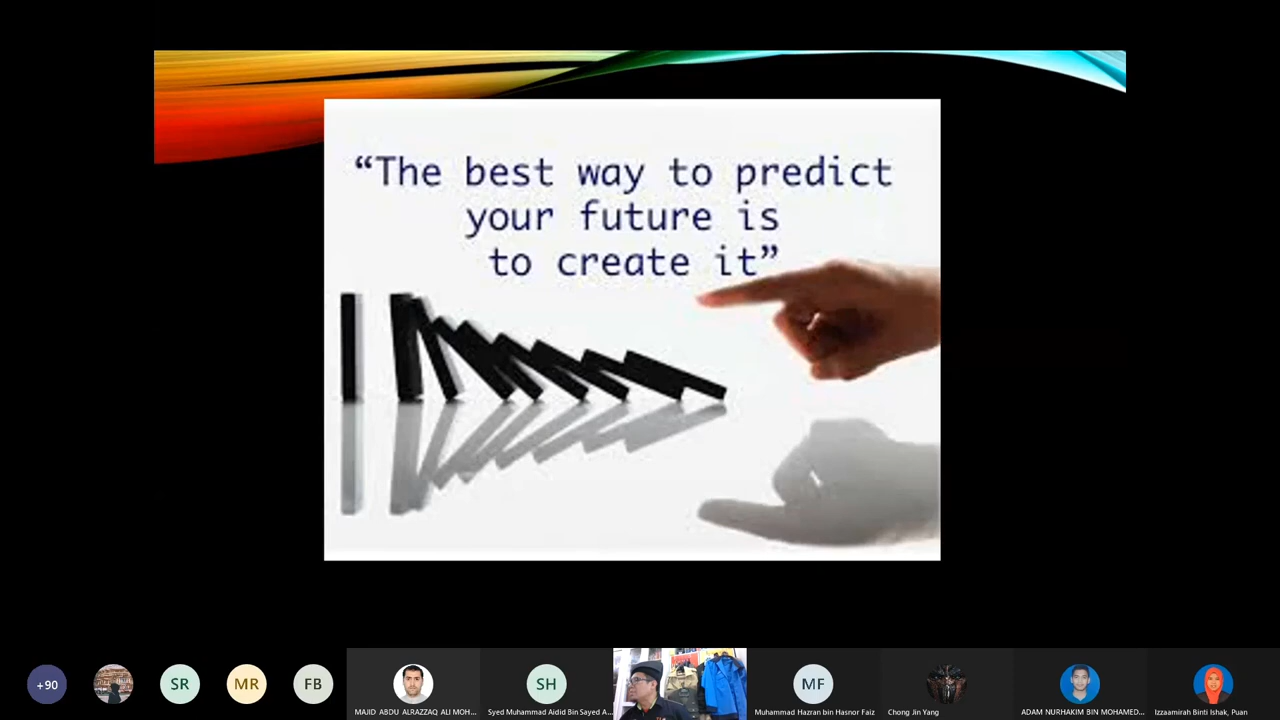 “The best way to predict
your future is
to create it”
+90
SR
MR
FB
MAJID ABDU ALRAZZAQ ALI MOH...
SH
Syed Muhammad Aidid Bin Sayed A...
MF
Muhammad Hazran bin Hasnor Faiz
Chong Jin Yang
ADAM NURHAKIM BIN MOHAMED...
Izzaamirah Binti Ishak, Puan